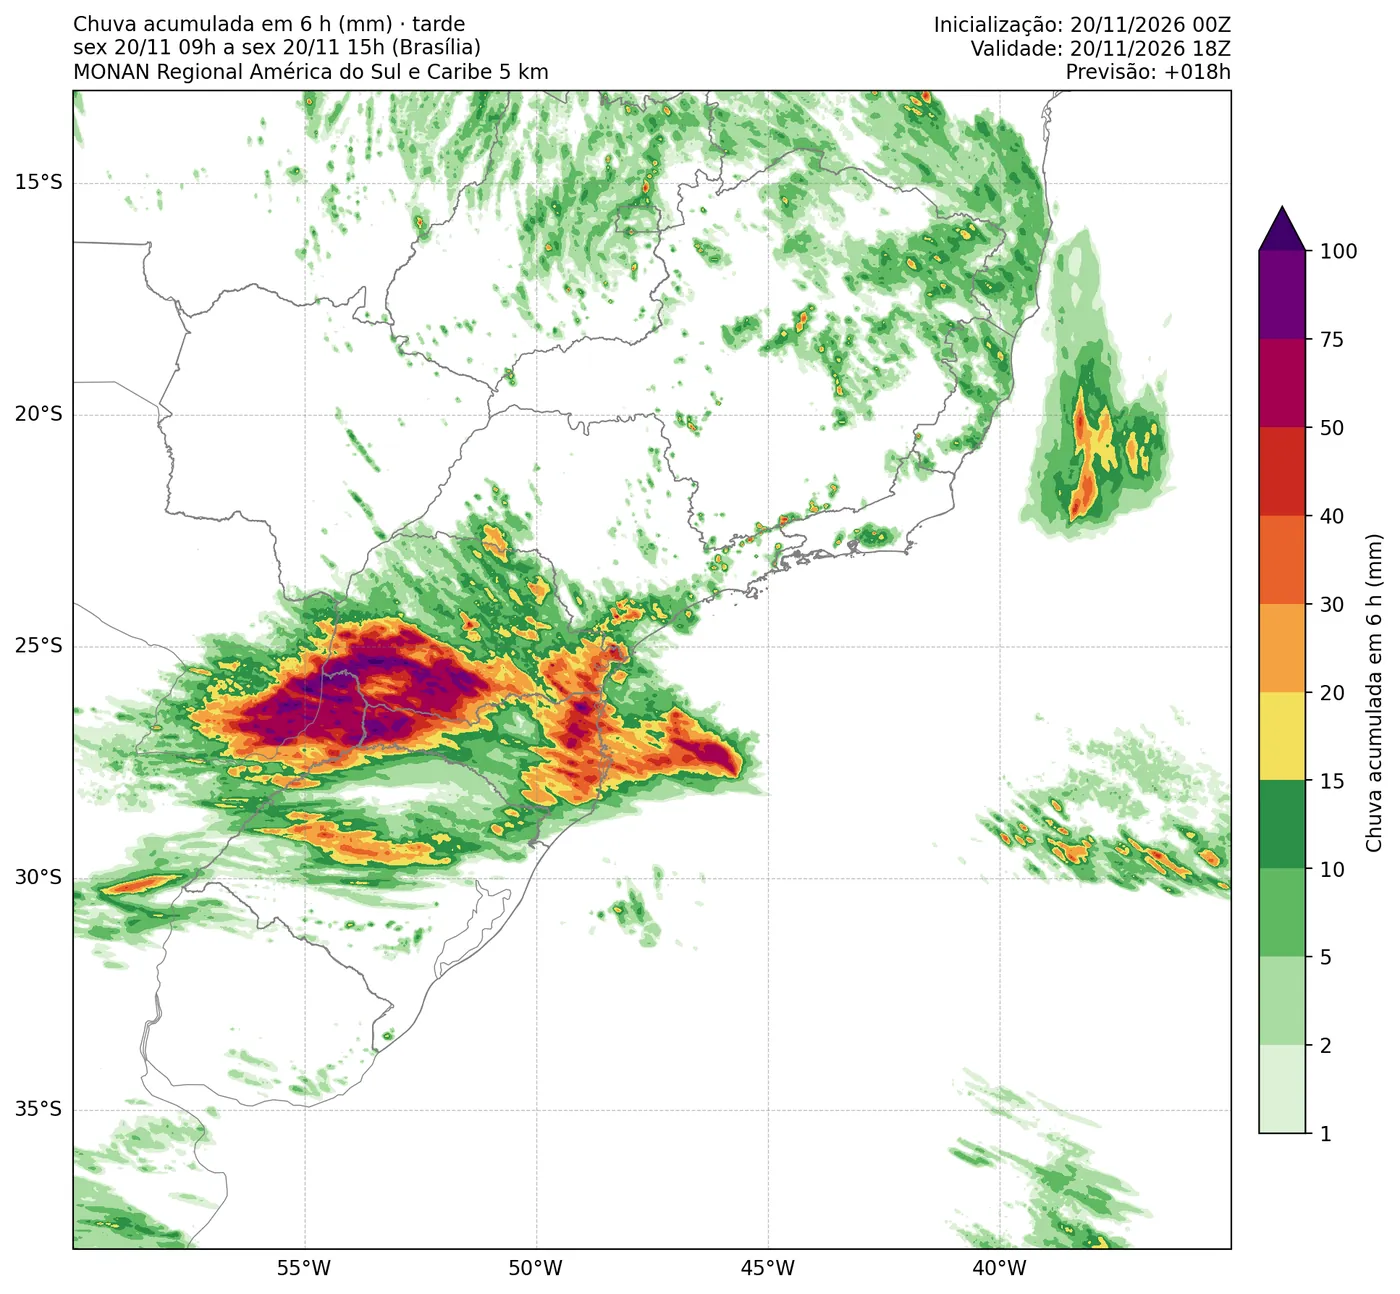 Chuva acumulada em 6 h (mm) · tarde
sex 20/11 09h a sex 20/11 15h (Brasília)
MONAN Regional América do Sul e Caribe 5 km
Inicialização: 20/11/2026 00Z
Validade: 20/11/2026 18Z
Previsão: +018h
15°S
20°S
25°S
30°S
35°S
55°W
50°W
45°W
40°W
100
75
50
40
30
20
15
10
5
2
1
Chuva acumulada em 6 h (mm)